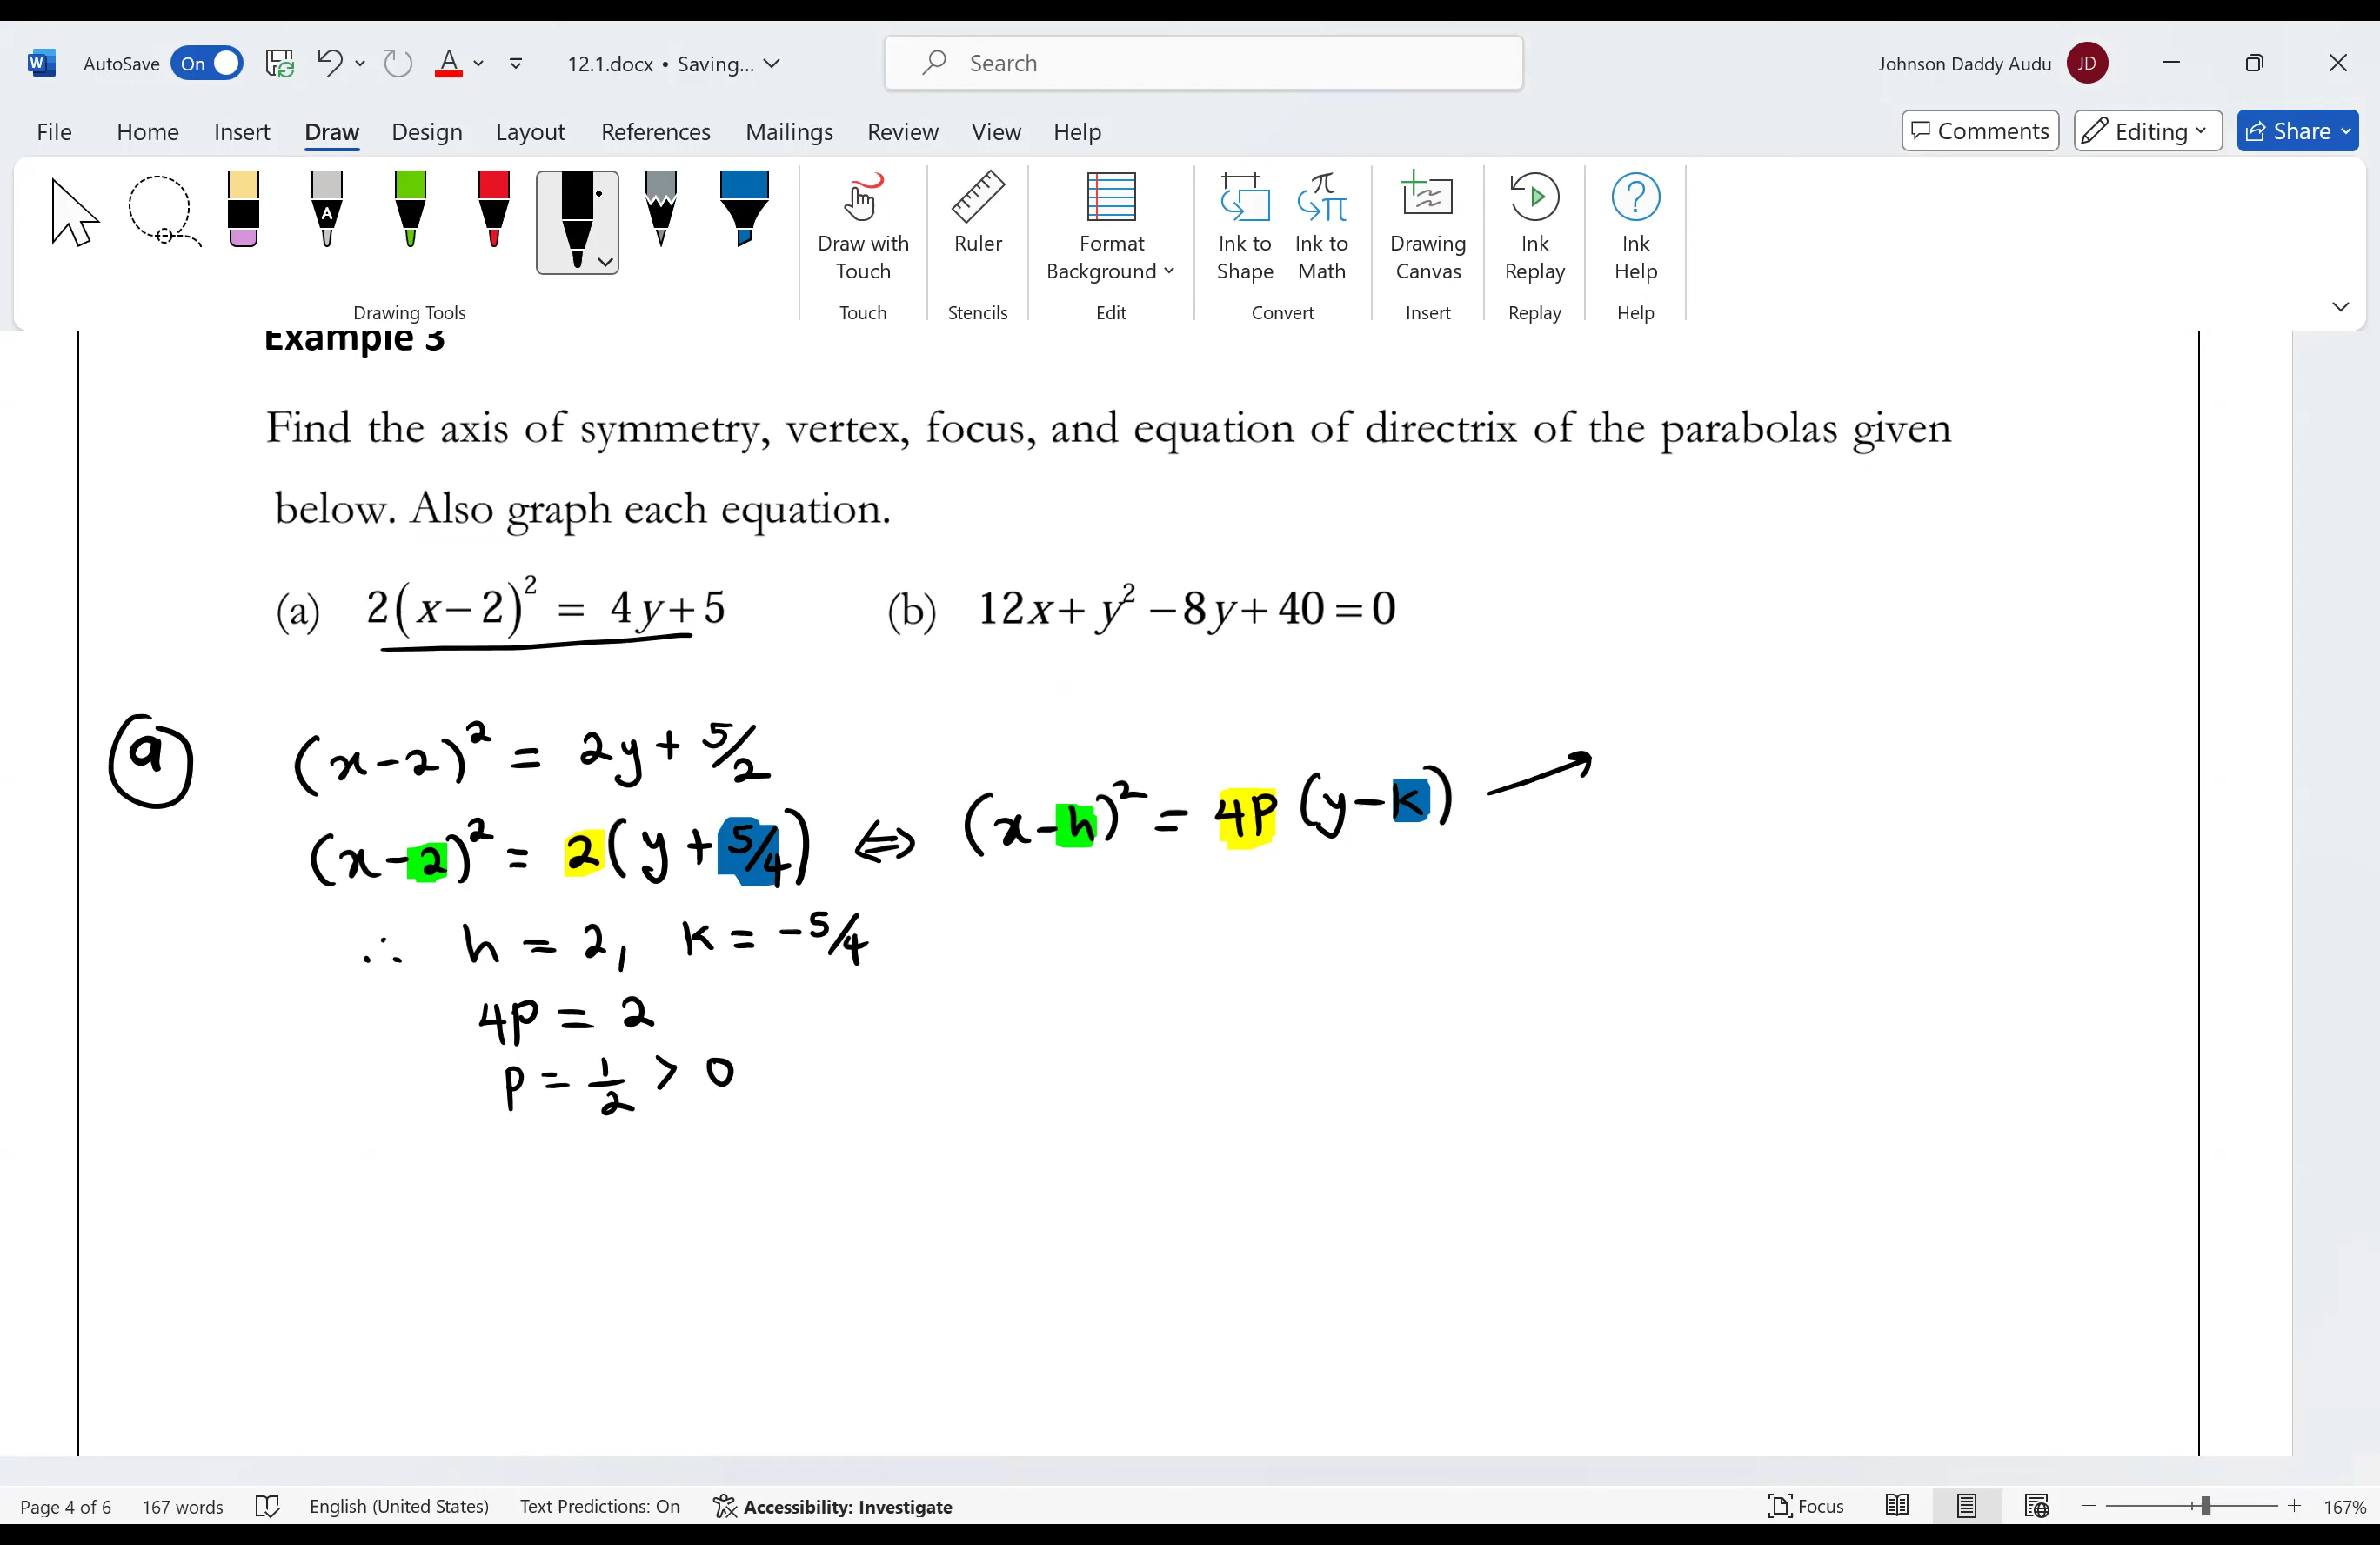 AutoSave On 12.1.docx • Saving... Search Johnson Daddy Audu JD
File Home Insert Draw Design Layout References Mailings Review View Help Comments Editing Share
A
Draw with Touch Ruler Format Background Ink to Shape Ink to Math Drawing Canvas Ink Replay Ink Help
Drawing Tools Touch Stencils Edit Convert Insert Replay Help
Example 3
Find the axis of symmetry, vertex, focus, and equation of directrix of the parabolas given
below. Also graph each equation.
(a) 2(x−2)² = 4y+5 (b) 12x+ y² −8y+40=0
(a) (x−2)² = 2y + 5/2
(x−2)² = 2(y + 5/4) ⇔ (x−h)² = 4P (y−k) →
∴ h = 2, k = −5/4
4P = 2
P = 1/2 > 0
Page 4 of 6 167 words English (United States) Text Predictions: On Accessibility: Investigate Focus 167%